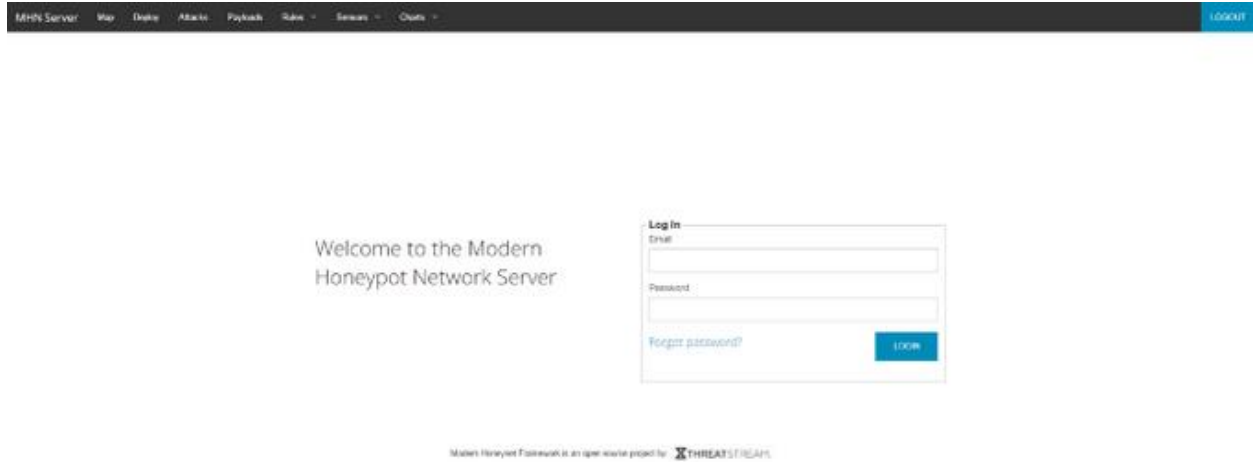 MHN Server Map Deploy Attacks Payloads Rules Sensors Charts LOGOUT
Welcome to the Modern
Honeypot Network Server
Log In
Email
Password
Forgot password?
LOGIN
Modern Honeynet Framework is an open source project by THREATSTREAM